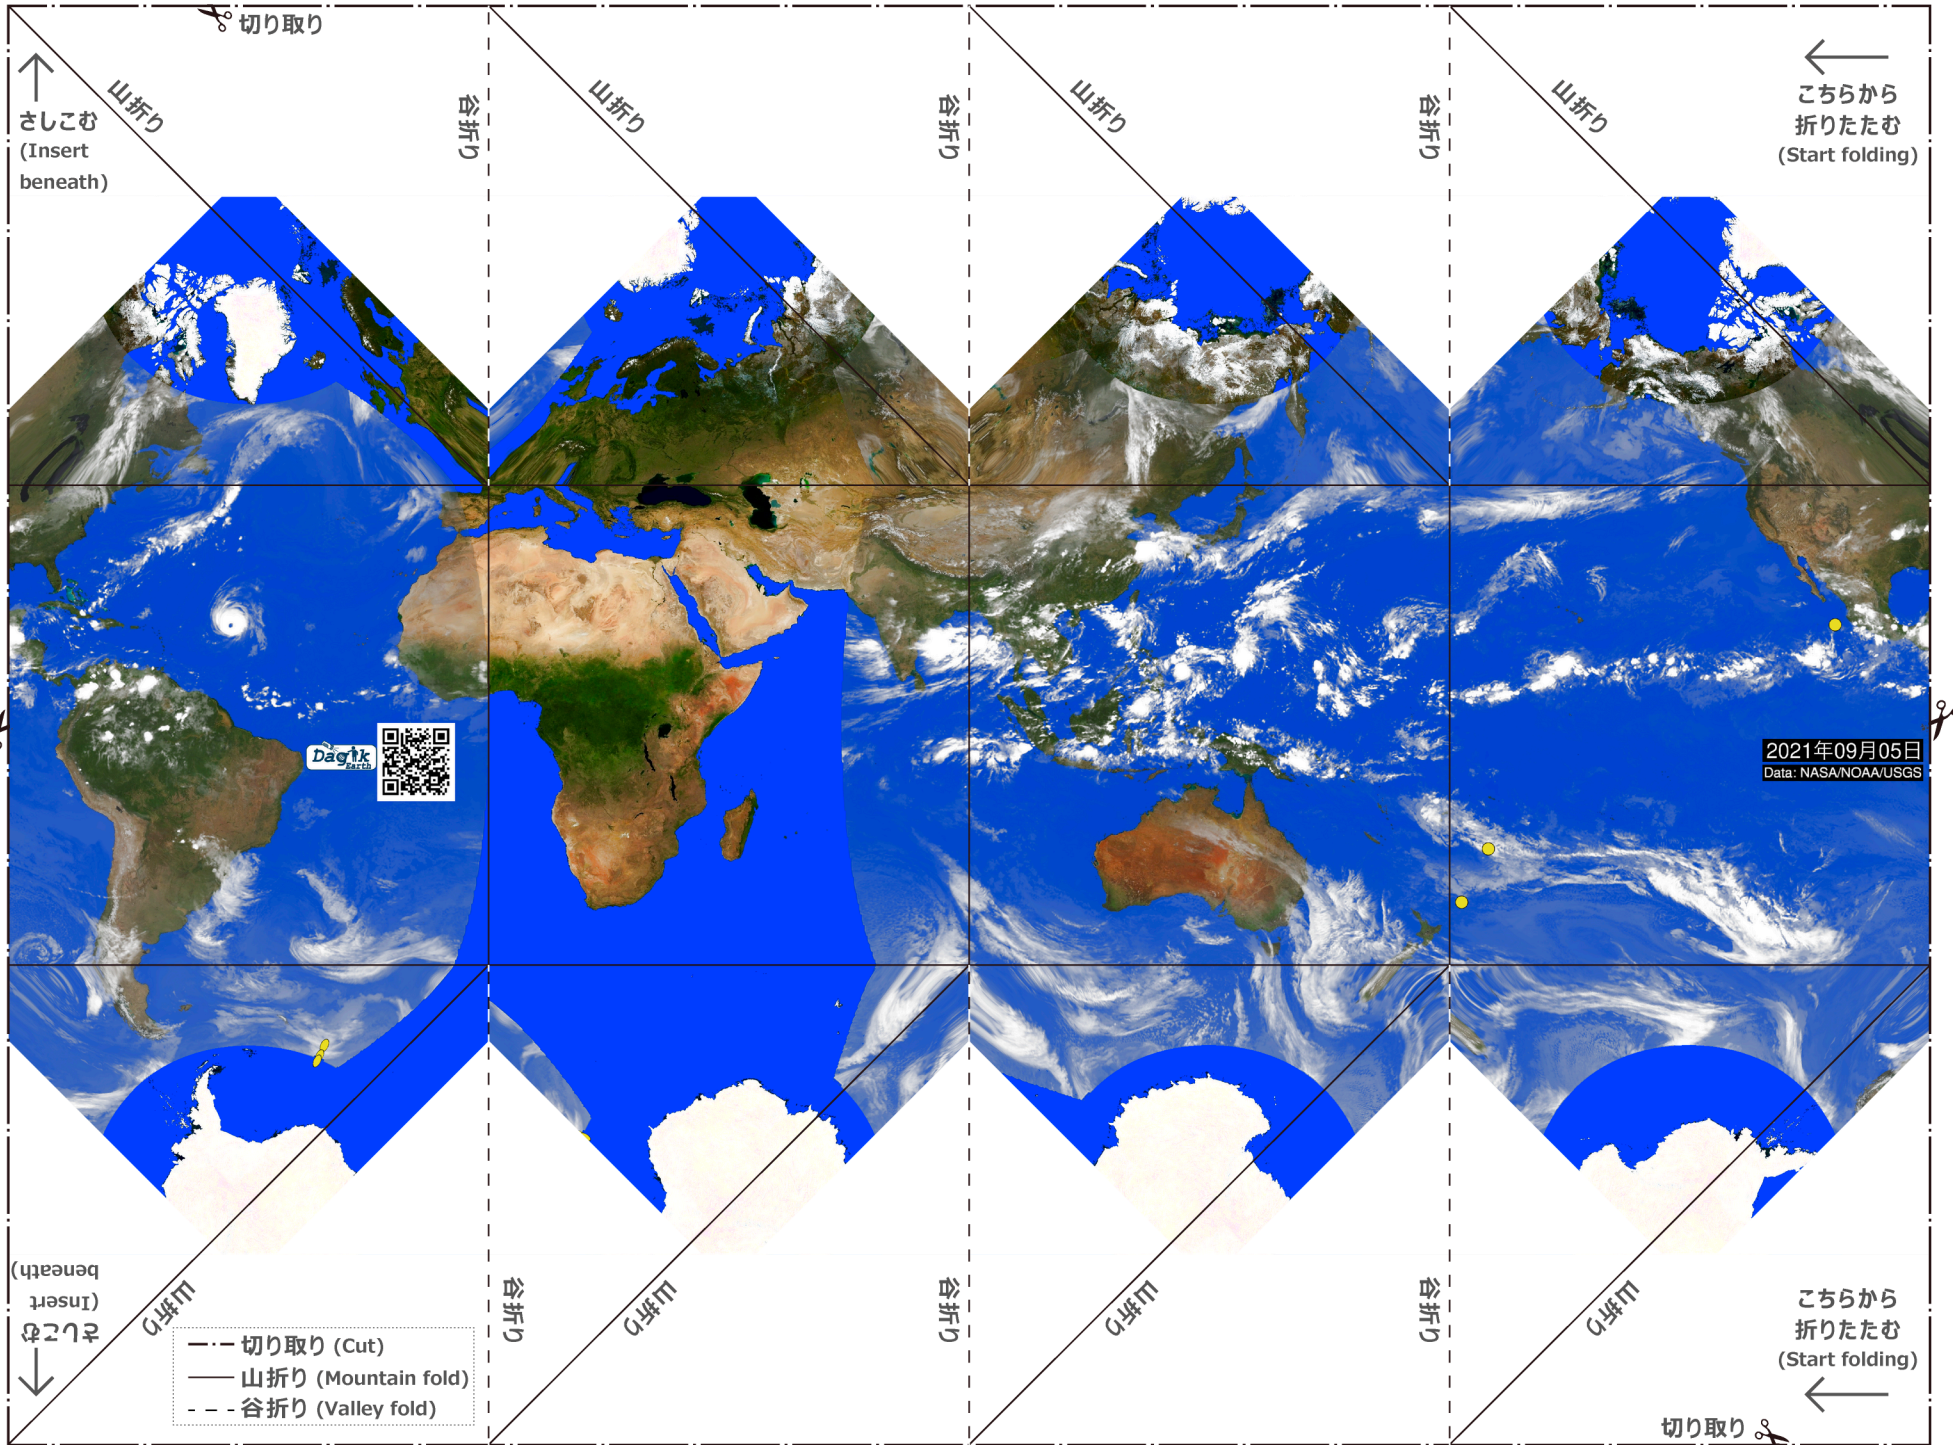 切り取り
山折り
谷折り
山折り
谷折り
山折り
谷折り
山折り
さしこむ
(Insert
beneath)
こちらから
折りたたむ
(Start folding)
Dagik
Earth
2021年09月05日
Data: NASA/NOAA/USGS
さしこむ
(Insert
beneath)
山折り
谷折り
山折り
谷折り
山折り
谷折り
山折り
こちらから
折りたたむ
(Start folding)
切り取り (Cut)
山折り (Mountain fold)
谷折り (Valley fold)
切り取り